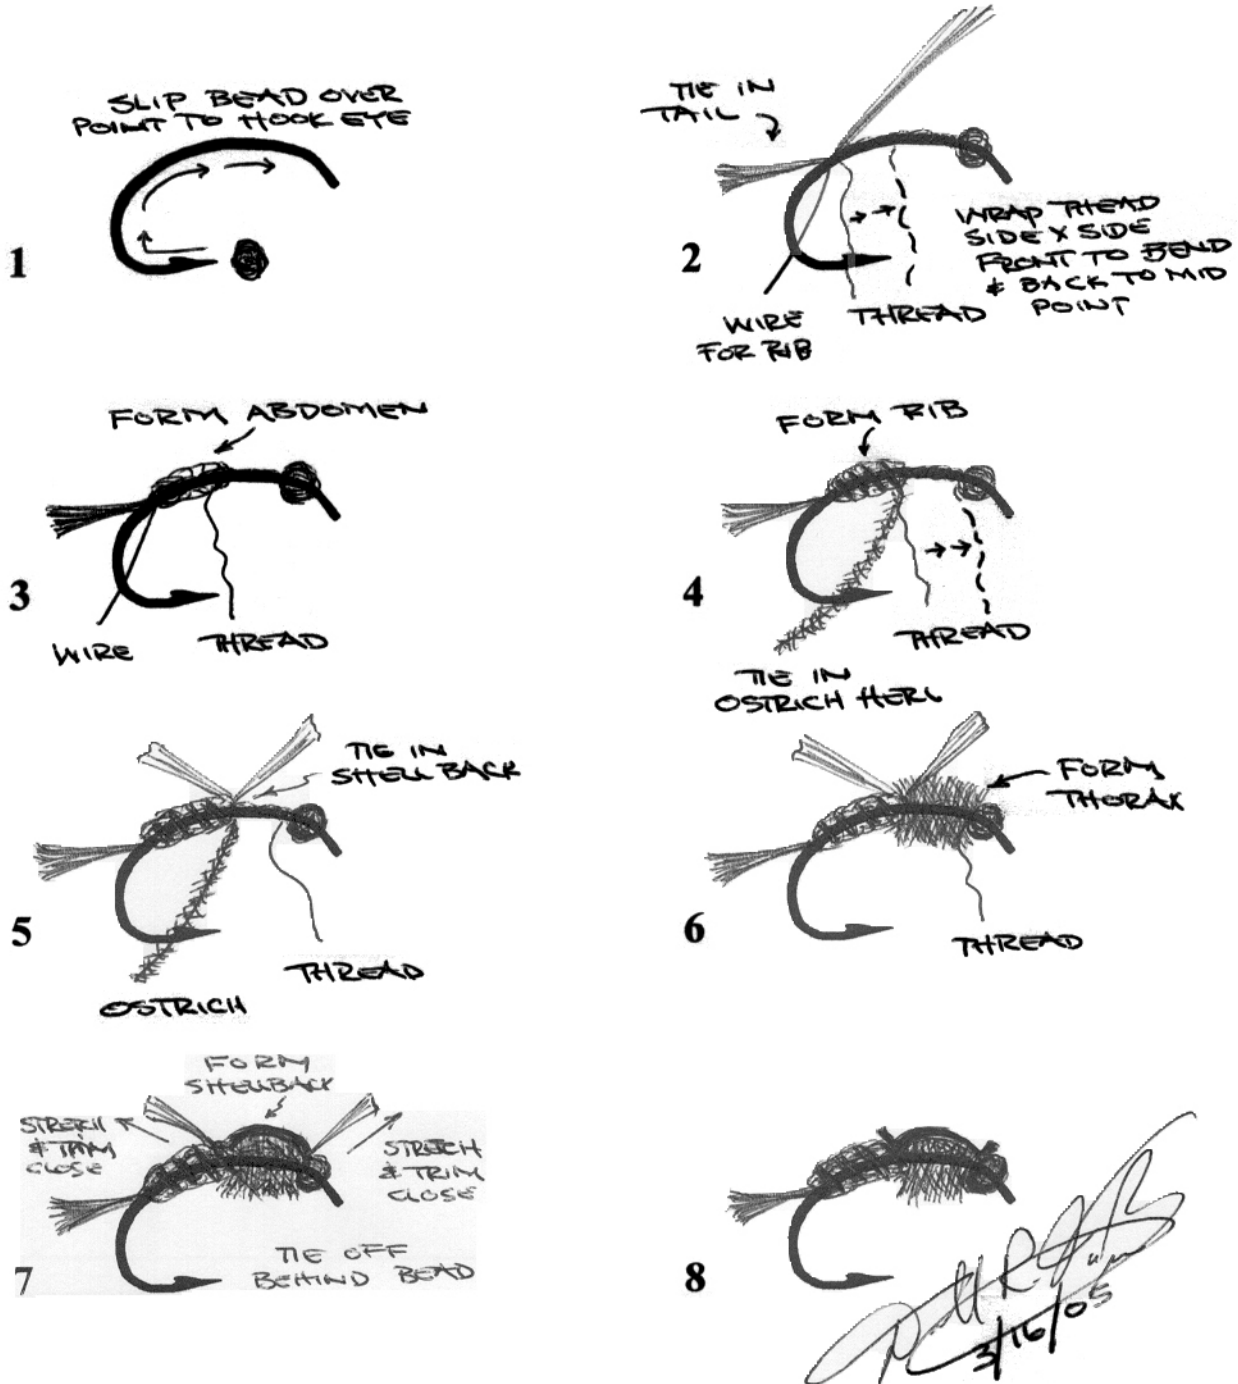 SLIP BEAD OVER
POINT TO HOOK EYE
1
TIE IN
TAIL
WRAP THEAD
SIDE X SIDE
FRONT TO BEND
& BACK TO MID
POINT
2
WIRE
FOR RIB
THREAD
FORM ABDOMEN
3
WIRE
THREAD
FORM RIB
4
THREAD
TIE IN
OSTRICH HERL
TIE IN
SHELL BACK
5
THREAD
OSTRICH
FORM
THORAX
6
THREAD
FORM
SHELLBACK
STRETCH
& TRIM
CLOSE
STRETCH
& TRIM
CLOSE
TIE OFF
BEHIND BEAD
7
8
3/16/05